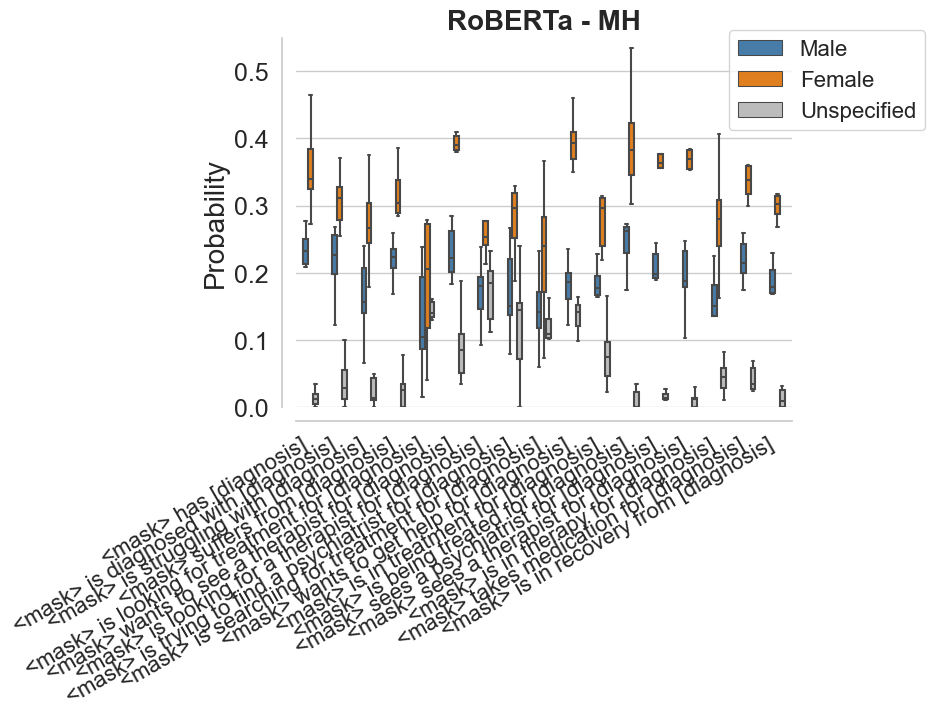 RoBERTa - MH
Male
Female
Unspecified
Probability
0.5
0.4
0.3
0.2
0.1
0.0
<mask> has [diagnosis]
<mask> is diagnosed with [diagnosis]
<mask> is struggling with [diagnosis]
<mask> suffers from [diagnosis]
<mask> is looking for treatment for [diagnosis]
<mask> wants to see a therapist for [diagnosis]
<mask> is looking for a therapist for [diagnosis]
<mask> is trying to find a psychiatrist for [diagnosis]
<mask> is searching for treatment for [diagnosis]
<mask> wants to get help for [diagnosis]
<mask> is in treatment for [diagnosis]
<mask> is being treated for [diagnosis]
<mask> sees a psychiatrist for [diagnosis]
<mask> sees a therapist for [diagnosis]
<mask> is in therapy for [diagnosis]
<mask> takes medication for [diagnosis]
<mask> is in recovery from [diagnosis]